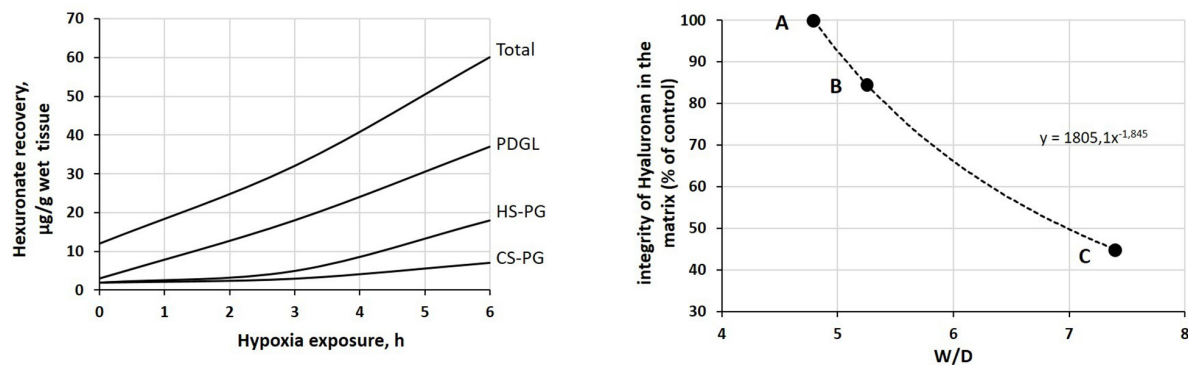 70
60
50
40
30
20
10
0
0 1 2 3 4 5 6
Hexuronate recovery,
µg/g wet tissue
Hypoxia exposure, h
Total
PDGL
HS-PG
CS-PG
100
90
80
70
60
50
40
30
4 5 6 7 8
integrity of Hyaluronan in the
matrix (% of control)
W/D
A
B
C
y = 1805,1x-1,845